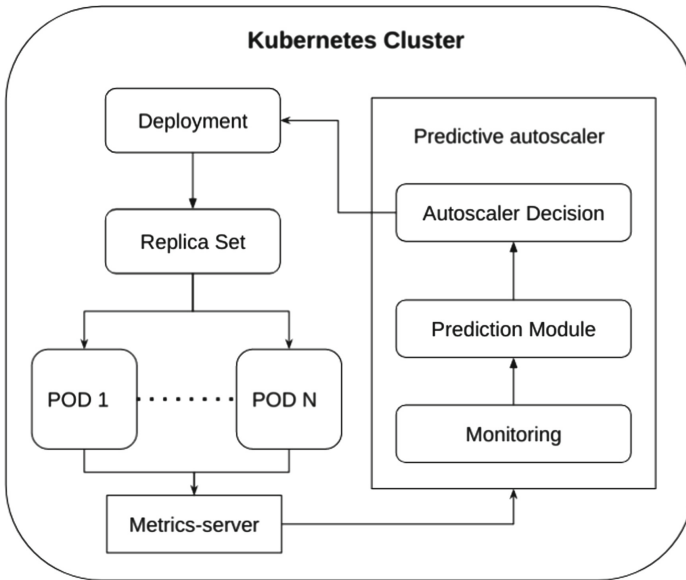 Kubernetes Cluster
Deployment
Predictive autoscaler
Autoscaler Decision
Replica Set
Prediction Module
POD 1
POD N
Monitoring
Metrics-server